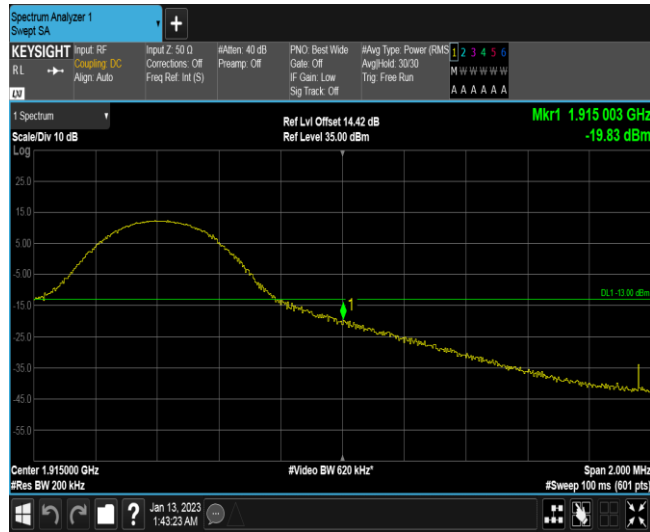 Spectrum Analyzer 1
Swept SA
+
KEYSIGHT
RL
LXI
Input: RF
Coupling: DC
Align: Auto
Input Z: 50 Ω
Corrections: Off
Freq Ref: Int (S)
#Atten: 40 dB
Preamp: Off
PNO: Best Wide
Gate: Off
IF Gain: Low
Sig Track: Off
#Avg Type: Power (RMS
Avg|Hold: 30/30
Trig: Free Run
1 2 3 4 5 6
M W W W W W
A A A A A A
1 Spectrum
Scale/Div 10 dB
Ref Lvl Offset 14.42 dB
Ref Level 35.00 dBm
Mkr1 1.915 003 GHz
-19.83 dBm
Log
25.0
15.0
5.00
-5.00
DL1 -13.00 dBm
1
-15.0
-25.0
-35.0
-45.0
-55.0
Center 1.915000 GHz
#Video BW 620 kHz*
Span 2.000 MHz
#Res BW 200 kHz
#Sweep 100 ms (601 pts)
?
Jan 13, 2023
1:43:23 AM